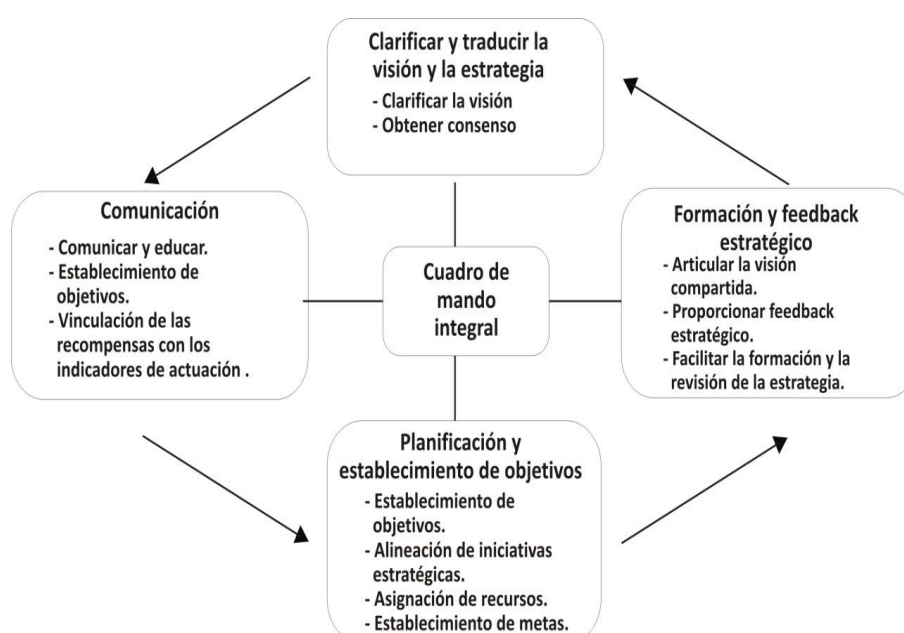 Clarificar y traducir la
visión y la estrategia
- Clarificar la visión
- Obtener consenso
Comunicación
- Comunicar y educar.
- Establecimiento de
objetivos.
- Vinculación de las
recompensas con los
indicadores de actuación .
Cuadro de
mando
integral
Formación y feedback
estratégico
- Articular la visión
compartida.
- Proporcionar feedback
estratégico.
- Facilitar la formación y la
revisión de la estrategia.
Planificación y
establecimiento de objetivos
- Establecimiento de
objetivos.
- Alineación de iniciativas
estratégicas.
- Asignación de recursos.
- Establecimiento de metas.